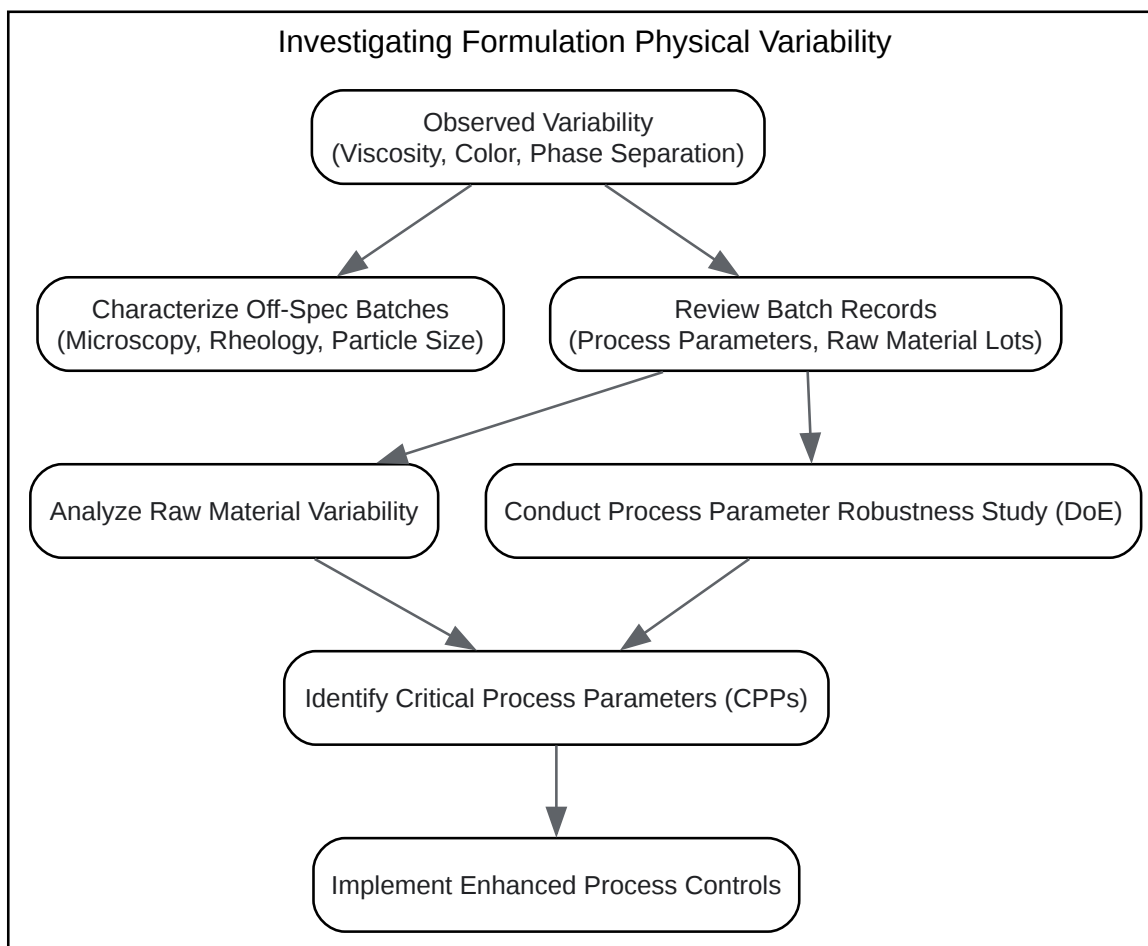 Investigating Formulation Physical Variability
Observed Variability
(Viscosity, Color, Phase Separation)
Characterize Off-Spec Batches
(Microscopy, Rheology, Particle Size)
Review Batch Records
(Process Parameters, Raw Material Lots)
Analyze Raw Material Variability
Conduct Process Parameter Robustness Study (DoE)
Identify Critical Process Parameters (CPPs)
Implement Enhanced Process Controls